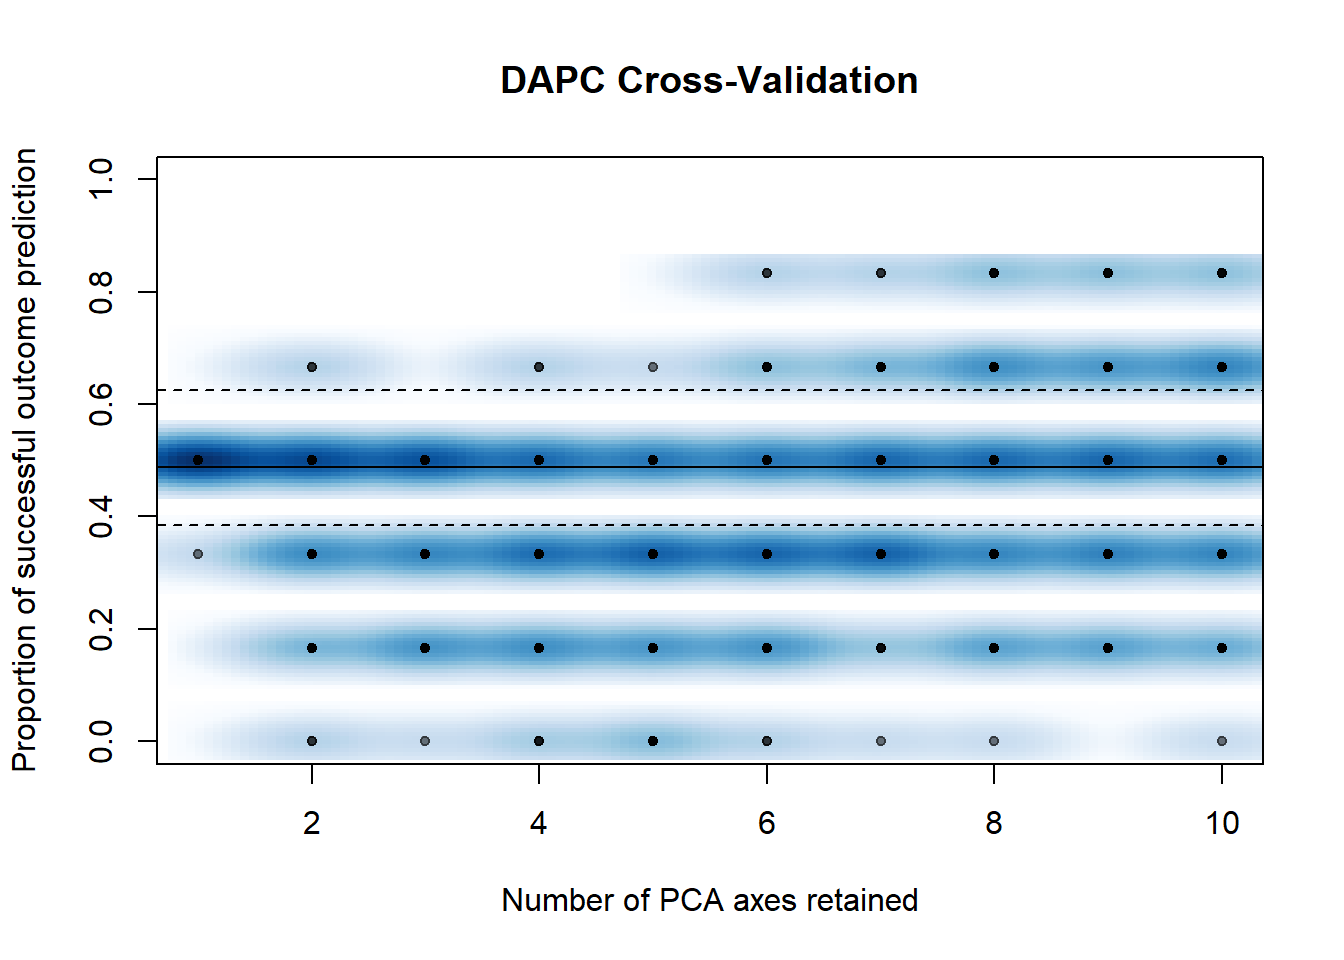 DAPC Cross-Validation
Proportion of successful outcome prediction
1.0
0.8
0.6
0.4
0.2
0.0
2 4 6 8 10
Number of PCA axes retained